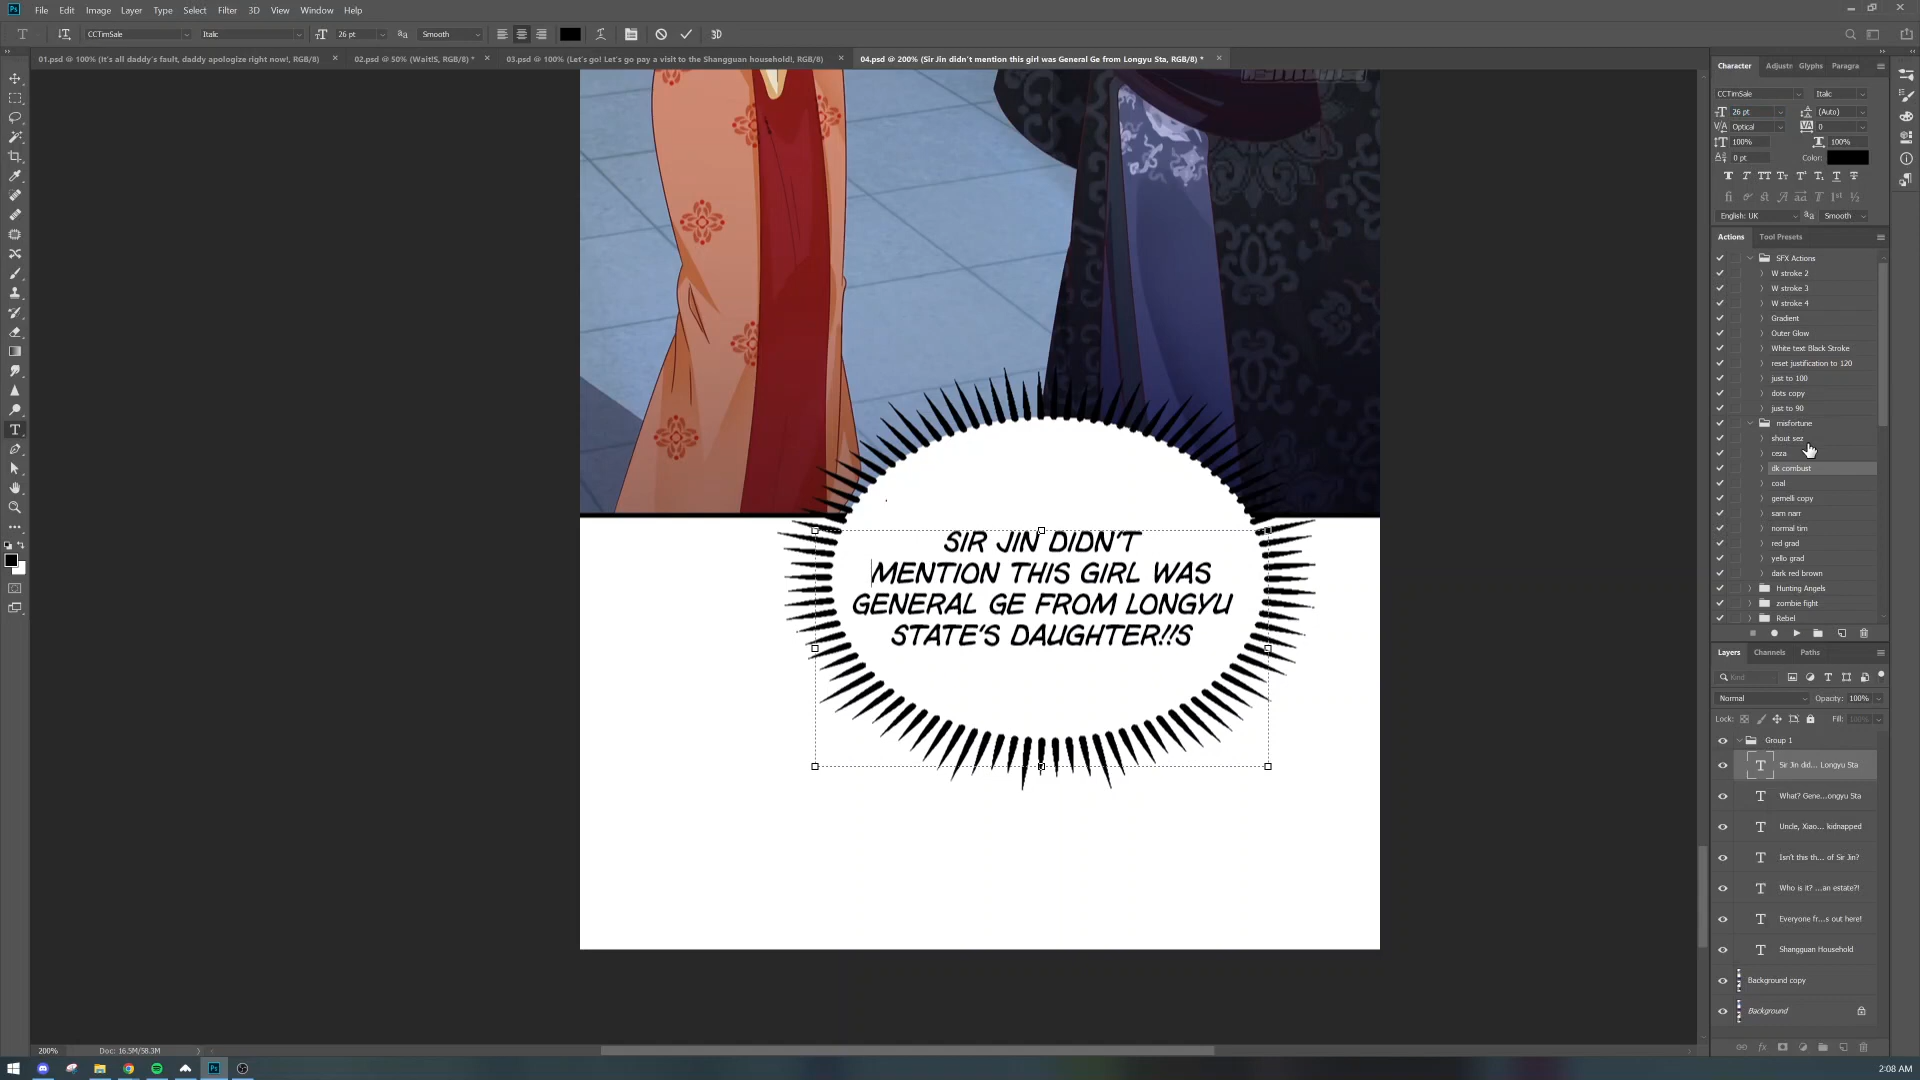 Ps File Edit Image Layer Type Select Filter 3D View Window Help
CCTimSale Italic 26 pt Smooth 3D
01.psd @ 100% (It's all daddy's fault, daddy apologize right now!, RGB/8) 02.psd @ 50% (Wait!S, RGB/8) * 03.psd @ 100% (Let's go! Let's go pay a visit to the Shangguan household!, RGB/8) 04.psd @ 200% (Sir Jin didn't mention this girl was General Ge from Longyu Sta, RGB/8) *
SIR JIN DIDN'T
MENTION THIS GIRL WAS
GENERAL GE FROM LONGYU
STATE'S DAUGHTER!!S
Character Adjustm Glyphs Paragra
CCTimSale Italic
26 pt (Auto)
Optical 0
100% 100%
0 pt Color:
English: UK Smooth
Actions Tool Presets
SFX Actions
W stroke 2
W stroke 3
W stroke 4
Gradient
Outer Glow
White text Black Stroke
reset justification to 120
just to 100
dots copy
just to 90
misfortune
shout sez
ceza
dk combust
coal
gemelli copy
sam narr
normal tim
red grad
yello grad
dark red brown
Hunting Angels
zombie fight
Rebel
Layers Channels Paths
Kind
Normal Opacity: 100%
Lock: Fill: 100%
Group 1
Sir Jin did... Longyu Sta
What? Gene...ongyu Sta
Uncle, Xiao... kidnapped
Isn't this th... of Sir Jin?
Who is it? ...an estate?!
Everyone fr...s out here!
Shangguan Household
Background copy
Background
200% Doc: 16.5M/58.3M
Ps 2:08 AM